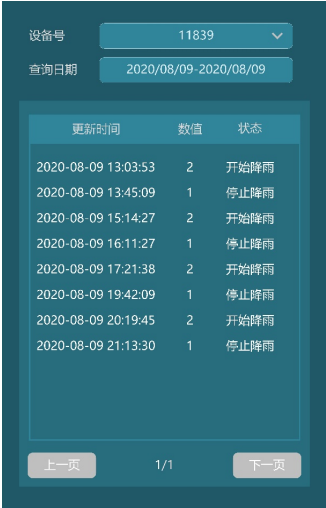 设备号 11839
查询日期 2020/08/09-2020/08/09
更新时间 数值 状态
2020-08-09 13:03:53 2 开始降雨
2020-08-09 13:45:09 1 停止降雨
2020-08-09 15:14:27 2 开始降雨
2020-08-09 16:11:27 1 停止降雨
2020-08-09 17:21:38 2 开始降雨
2020-08-09 19:42:09 1 停止降雨
2020-08-09 20:19:45 2 开始降雨
2020-08-09 21:13:30 1 停止降雨
上一页 1/1 下一页